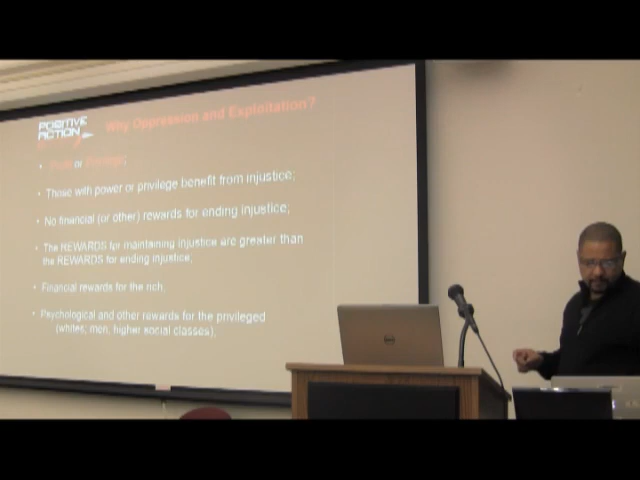 POSITIVE
ACTION
Why Oppression and Exploitation?
• or
• Those with power or privilege benefit from injustice;
• No financial (or other) rewards for ending injustice;
• The REWARDS for maintaining injustice are greater than
the REWARDS for ending injustice;
• Financial rewards for the rich,
• Psychological and other rewards for the privileged
(whites; men, higher social classes);
DELL